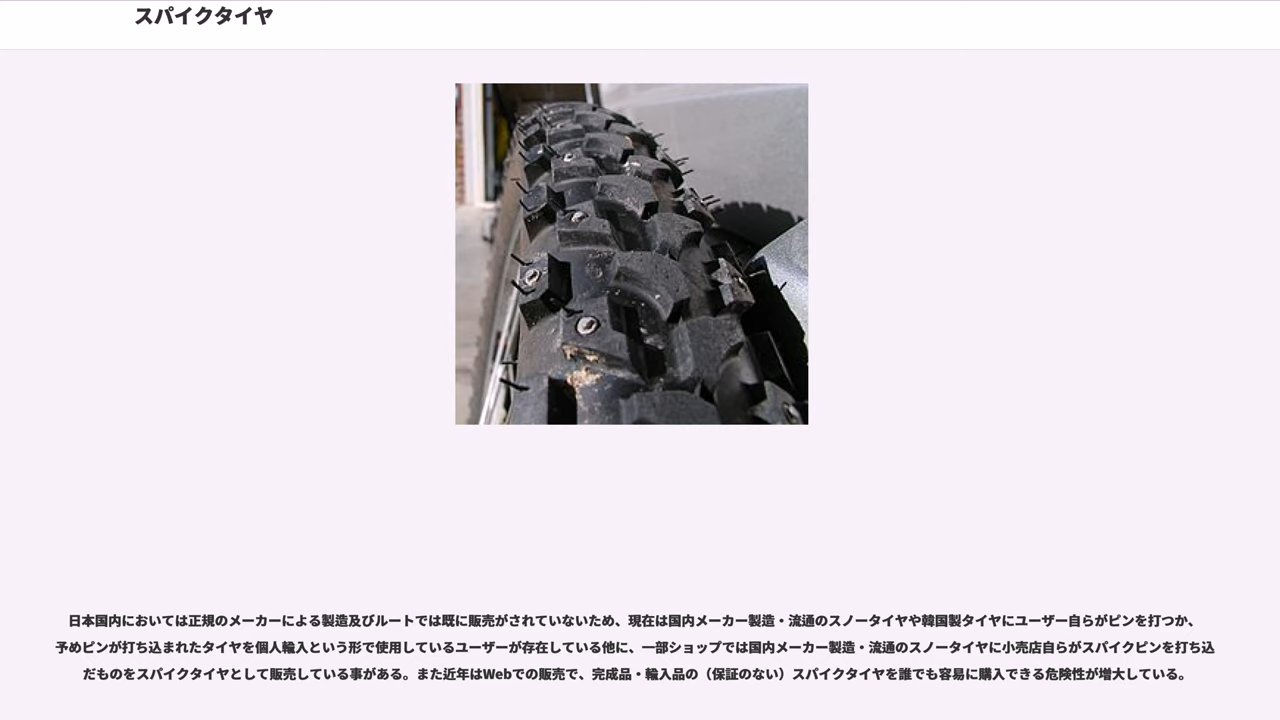 スパイクタイヤ
日本国内においては正規のメーカーによる製造及びルートでは既に販売がされていないため、現在は国内メーカー製造・流通のスノータイヤや韓国製タイヤにユーザー自らがピンを打つか、
予めピンが打ち込まれたタイヤを個人輸入という形で使用しているユーザーが存在している他に、一部ショップでは国内メーカー製造・流通のスノータイヤに小売店自らがスパイクピンを打ち込
だものをスパイクタイヤとして販売している事がある。また近年はWebでの販売で、完成品・輸入品の（保証のない）スパイクタイヤを誰でも容易に購入できる危険性が増大している。